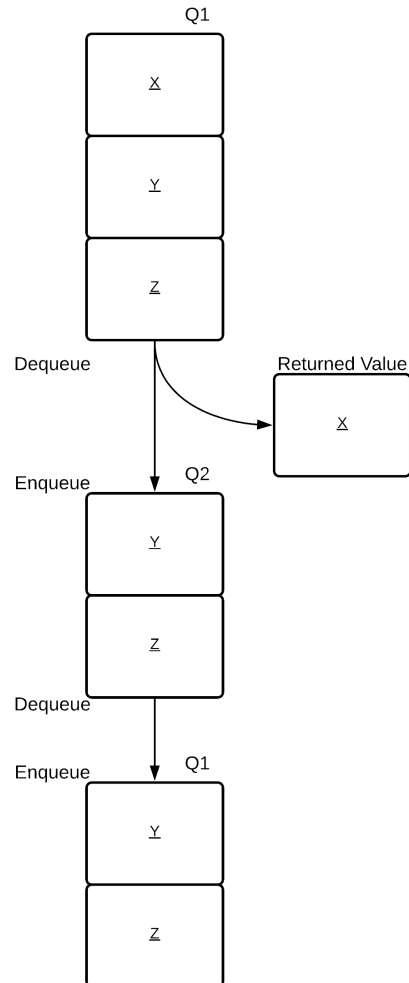 Q1
X
Y
Z
Dequeue
Returned Value
X
Q2
Enqueue
Y
Z
Dequeue
Q1
Enqueue
Y
Z